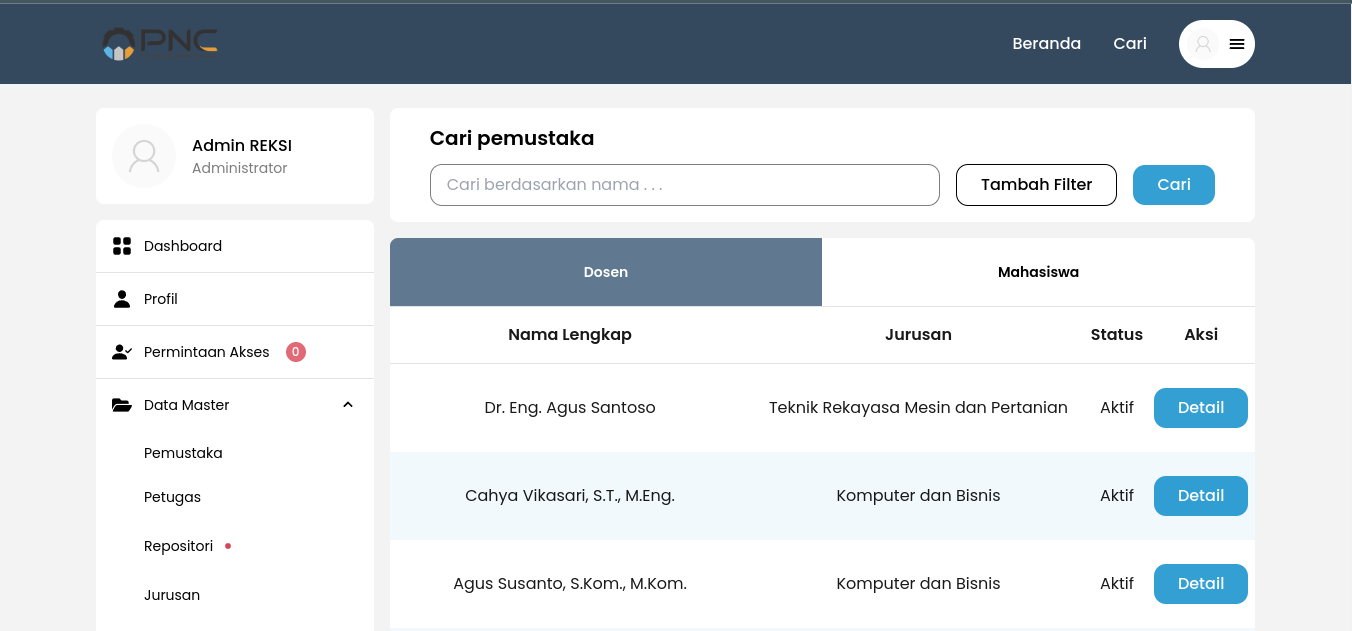 PNC
Beranda
Cari
Admin REKSI
Administrator
Dashboard
Profil
Permintaan Akses 0
Data Master
Pemustaka
Petugas
Repositori
Jurusan
Cari pemustaka
Cari berdasarkan nama . . .
Tambah Filter
Cari
Dosen
Mahasiswa
Nama Lengkap Jurusan Status Aksi
Dr. Eng. Agus Santoso Teknik Rekayasa Mesin dan Pertanian Aktif Detail
Cahya Vikasari, S.T., M.Eng. Komputer dan Bisnis Aktif Detail
Agus Susanto, S.Kom., M.Kom. Komputer dan Bisnis Aktif Detail